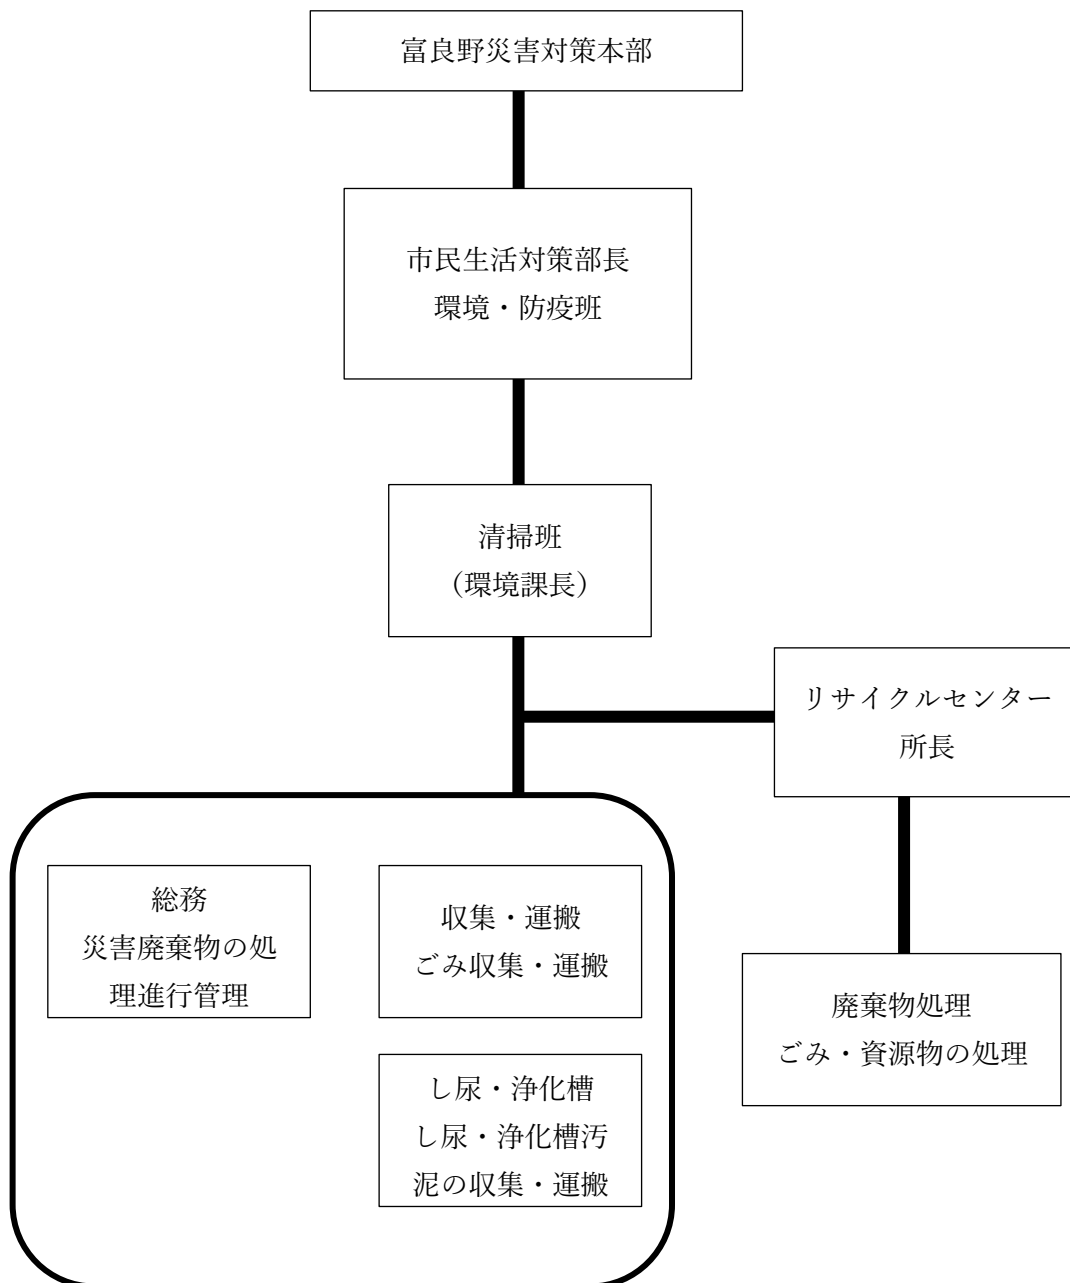 富良野災害対策本部
市民生活対策部長
環境・防疫班
清掃班
（環境課長）
リサイクルセンター
所長
総務
災害廃棄物の処
理進行管理
収集・運搬
ごみ収集・運搬
し尿・浄化槽
し尿・浄化槽汚
泥の収集・運搬
廃棄物処理
ごみ・資源物の処理